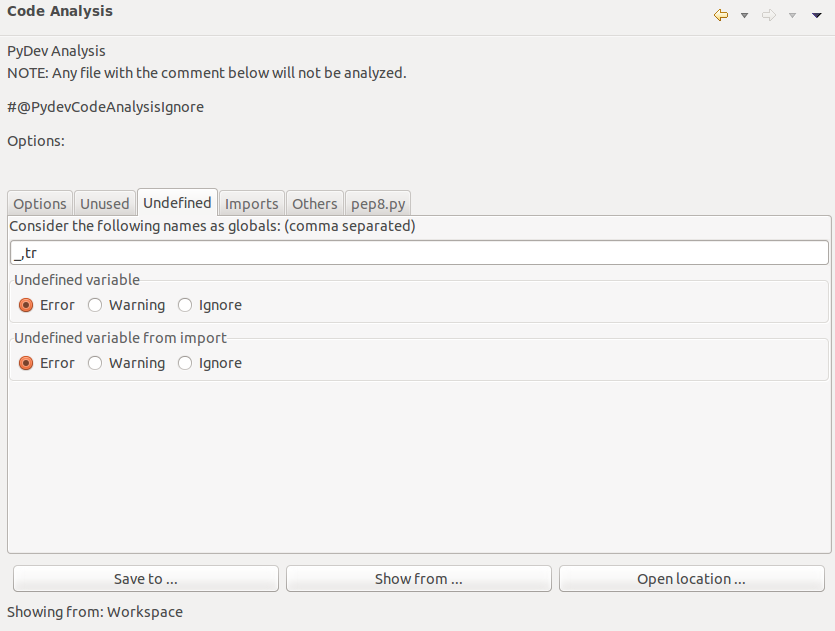 Code Analysis
PyDev Analysis
NOTE: Any file with the comment below will not be analyzed.
#@PydevCodeAnalysisIgnore
Options:
Options Unused Undefined Imports Others pep8.py
Consider the following names as globals: (comma separated)
_,tr
Undefined variable
Error Warning Ignore
Undefined variable from import
Error Warning Ignore
Save to ... Show from ... Open location ...
Showing from: Workspace